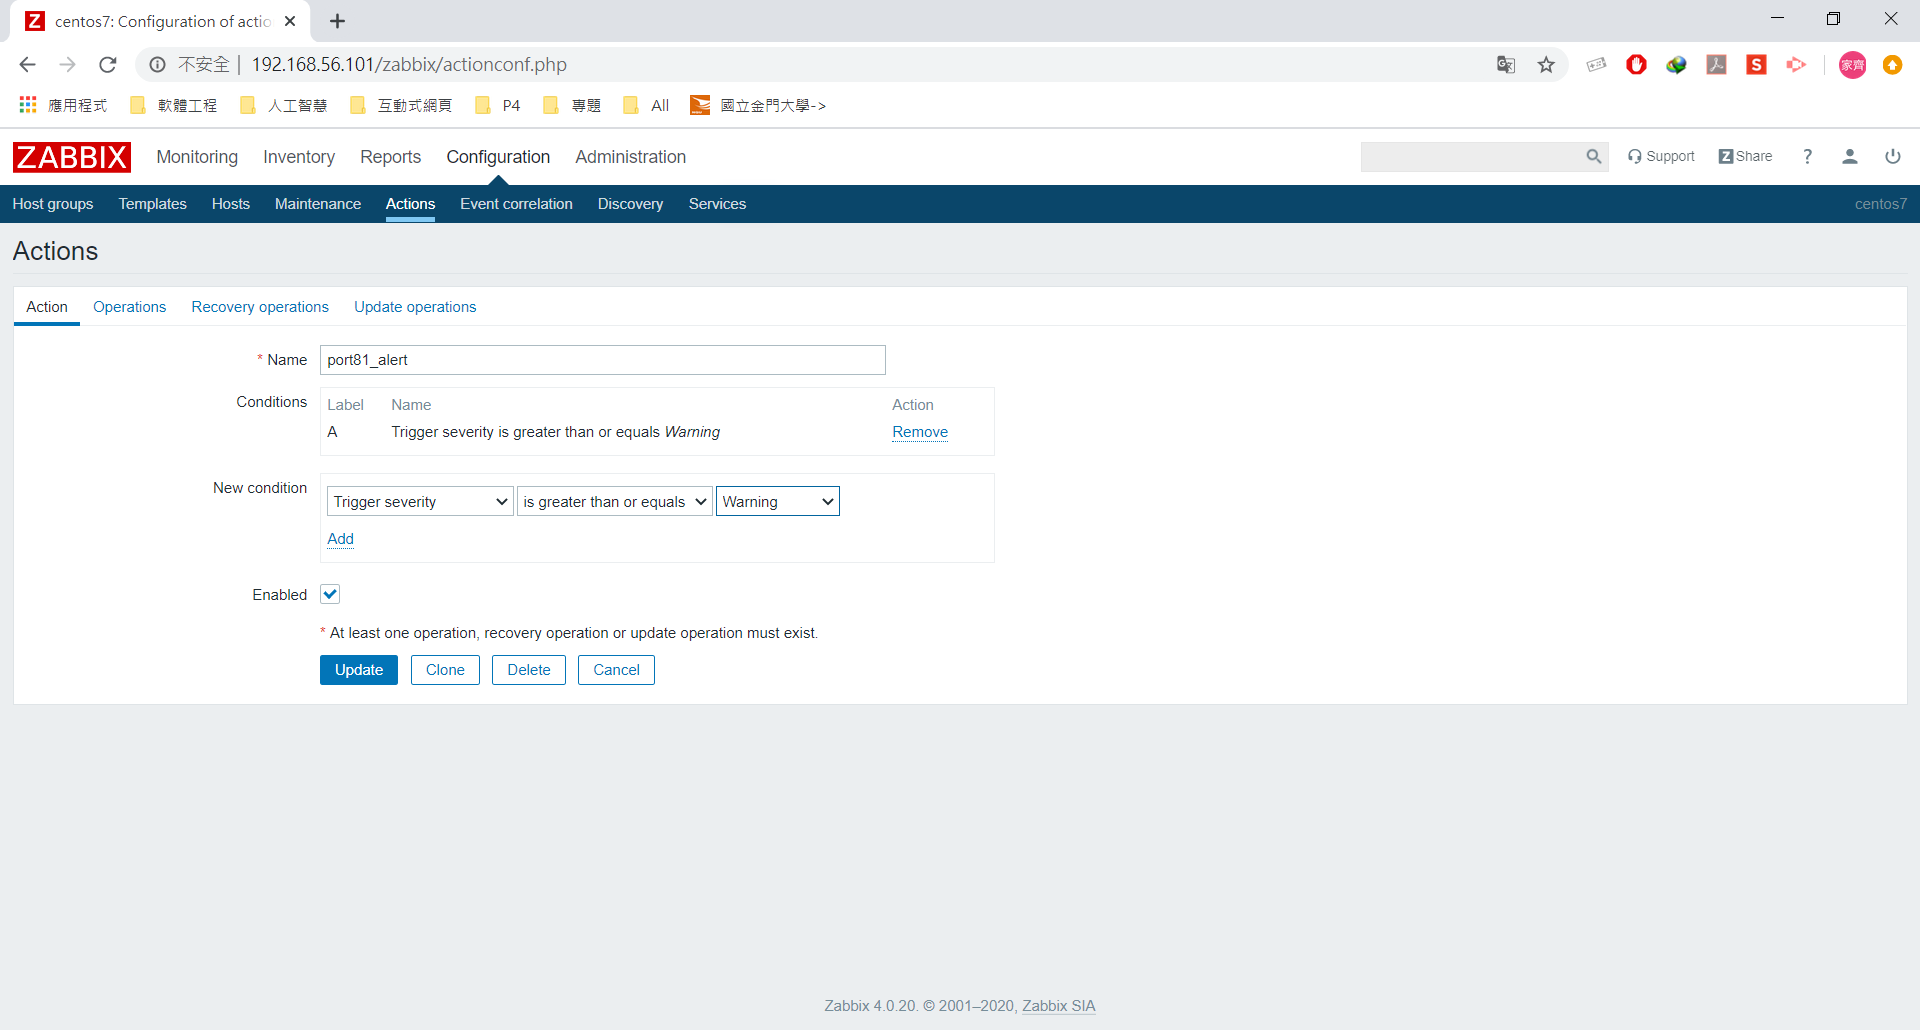 centos7: Configuration of actio
不安全 | 192.168.56.101/zabbix/actionconf.php
家齊
應用程式 軟體工程 人工智慧 互動式網頁 P4 專題 All 國立金門大學->
ZABBIX Monitoring Inventory Reports Configuration Administration Support Z Share ?
Host groups Templates Hosts Maintenance Actions Event correlation Discovery Services centos7
Actions
Action Operations Recovery operations Update operations
* Name port81_alert
Conditions Label Name Action
A Trigger severity is greater than or equals Warning Remove
New condition Trigger severity is greater than or equals Warning
Add
Enabled
* At least one operation, recovery operation or update operation must exist.
Update Clone Delete Cancel
Zabbix 4.0.20. © 2001–2020, Zabbix SIA